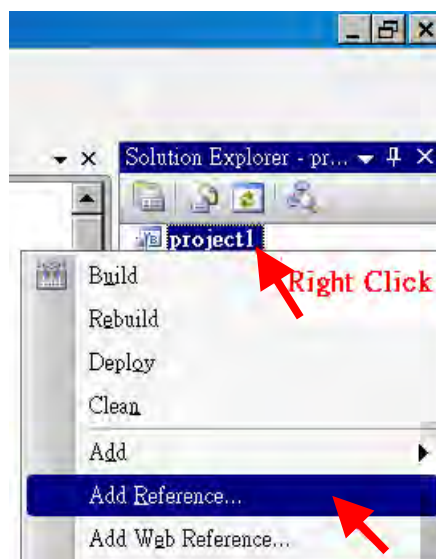 Solution Explorer - pr...
project1
Right Click
Build
Rebuild
Deploy
Clean
Add
Add Reference...
Add Web Reference...